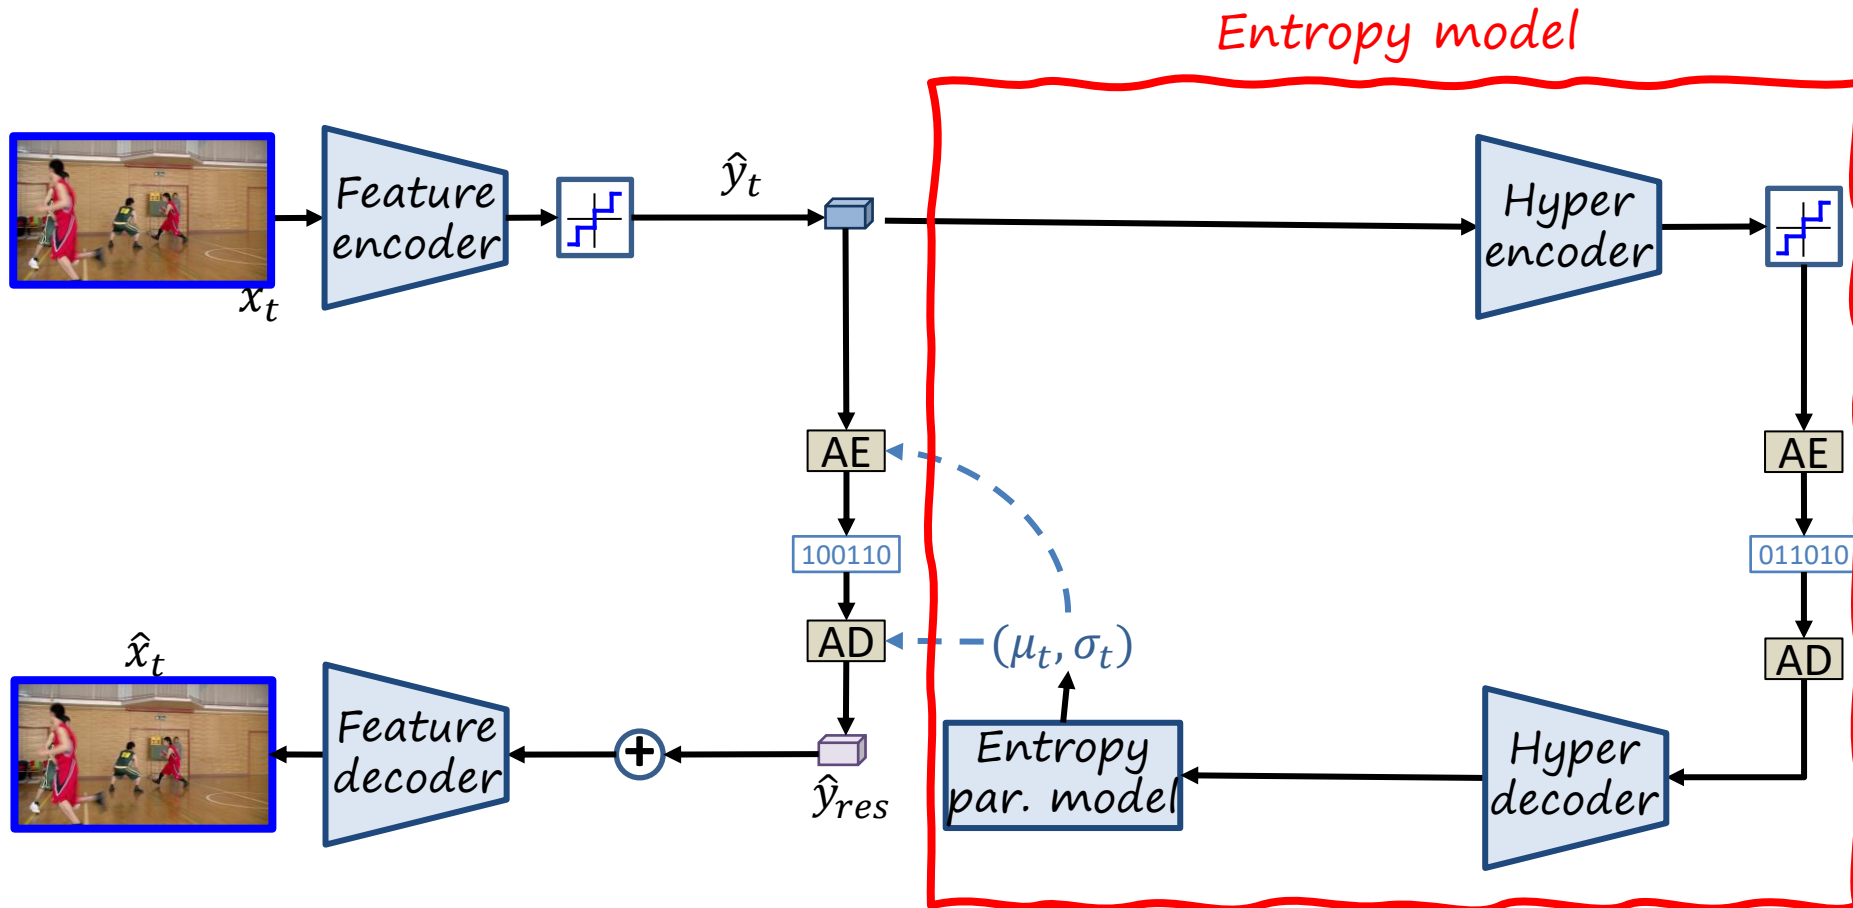 Entropy model
Feature
encoder
ŷ_t
Hyper
encoder
x_t
AE
AE
100110
011010
AD
(μ_t, σ_t)
AD
x̂_t
Feature
decoder
+
ŷ_res
Entropy
par. model
Hyper
decoder